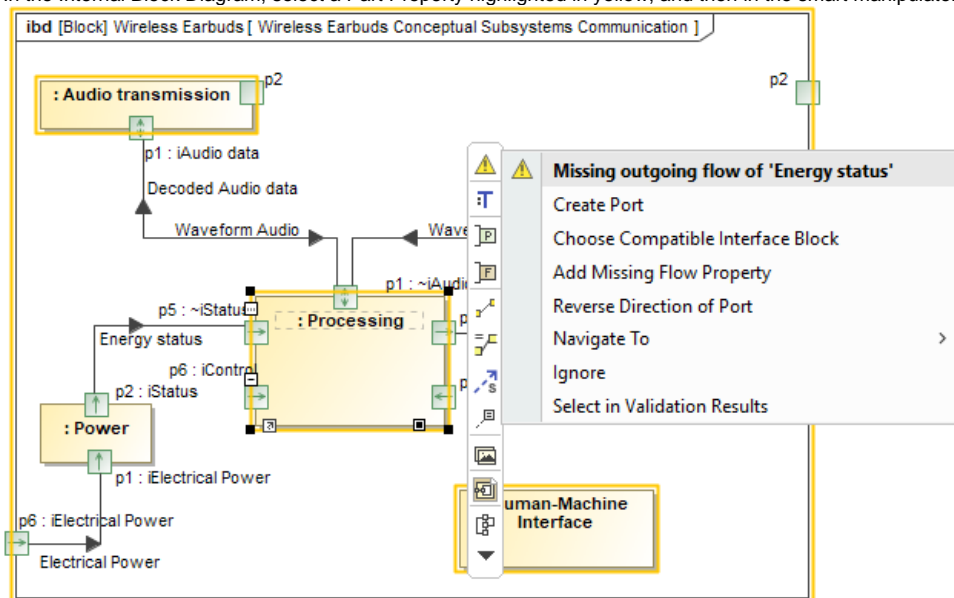 ibd [Block] Wireless Earbuds [ Wireless Earbuds Conceptual Subsystems Communication ]
p2
p2
: Audio transmission
p1 : iAudio data
Decoded Audio data
Waveform Audio
Missing outgoing flow of 'Energy status'
Create Port
Choose Compatible Interface Block
Add Missing Flow Property
Reverse Direction of Port
Navigate To
Ignore
Select in Validation Results
p5 : ~iStatus
: Processing
Energy status
p6 : iControl
p2 : iStatus
: Power
p1 : iElectrical Power
p6 : iElectrical Power
Electrical Power
uman-Machine
Interface